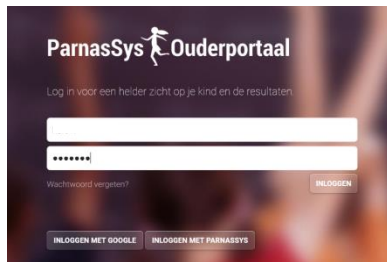 ParnasSys Ouderportaal
Log in voor een helder zicht op je kind en de resultaten.
Wachtwoord vergeten?
INLOGGEN
INLOGGEN MET GOOGLE INLOGGEN MET PARNASSYS